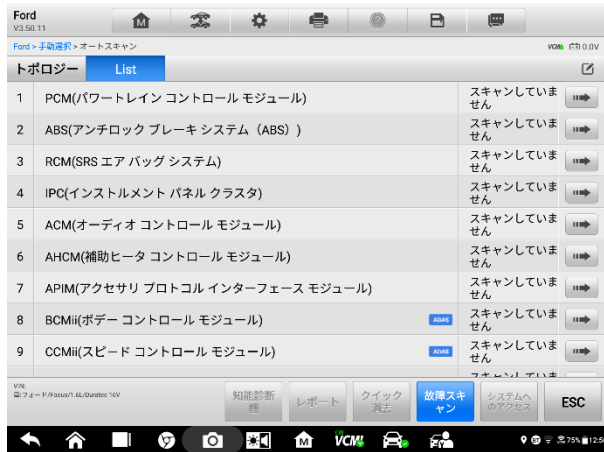 Ford
V3.50.11
Ford > 手動選択 > オートスキャン
VCMI 0.0V
トポロジー List
1 PCM(パワートレイン コントロール モジュール) スキャンしていま
せん
2 ABS(アンチロック ブレーキ システム（ABS）) スキャンしていま
せん
3 RCM(SRS エア バッグ システム) スキャンしていま
せん
4 IPC(インストルメント パネル クラスタ) スキャンしていま
せん
5 ACM(オーディオ コントロール モジュール) スキャンしていま
せん
6 AHCM(補助ヒータ コントロール モジュール) スキャンしていま
せん
7 APIM(アクセサリ プロトコル インターフェース モジュール) スキャンしていま
せん
8 BCMii(ボデー コントロール モジュール) ADAS スキャンしていま
せん
9 CCMii(スピード コントロール モジュール) ADAS スキャンしていま
せん
スキャンしていま
VIN:
フォード/Focus/1.6L/Duratec 16V
知能診断
種
レポート
クイック
消去
故障スキ
ャン
システムへ
のアクセス
ESC
M VCMI 75% 12:50